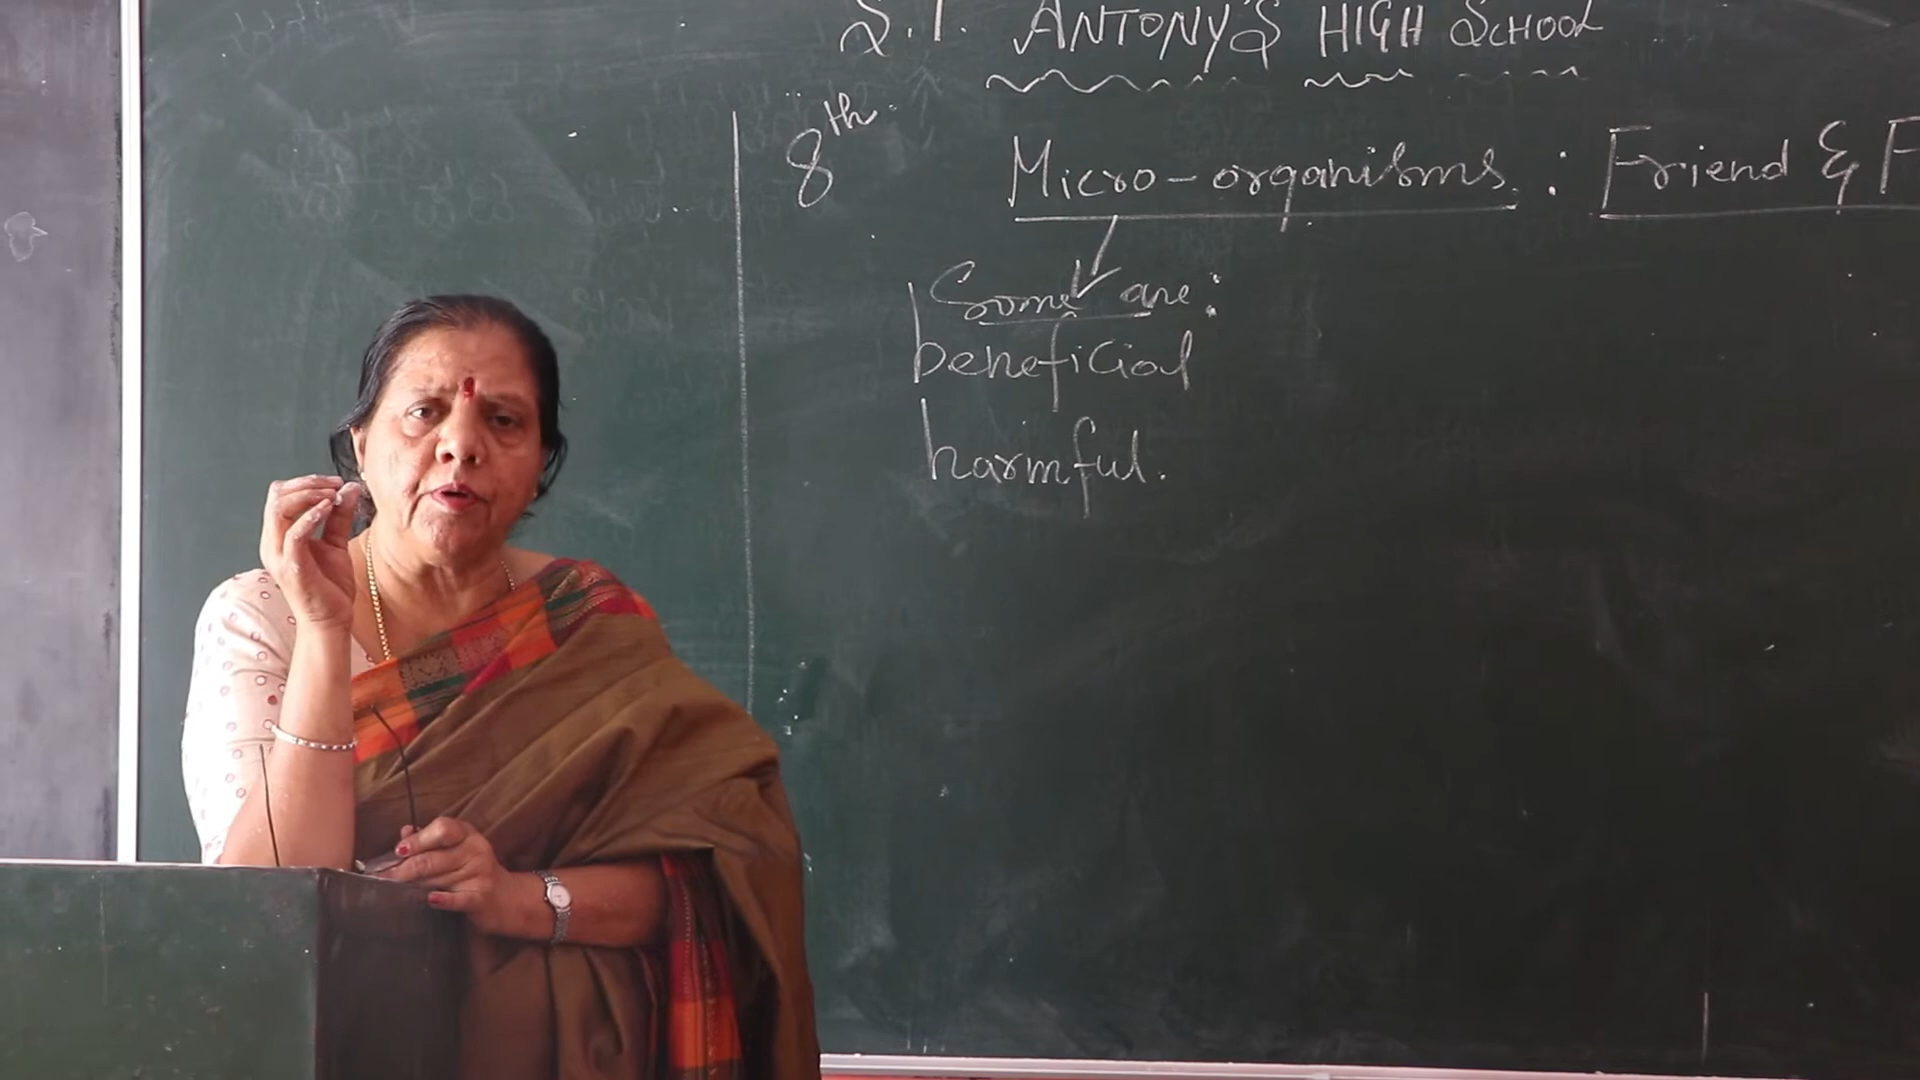 S.T. ANTONY'S HIGH SCHOOL
8th
Micro-organisms : Friend & F
Some are:
beneficial
harmful.